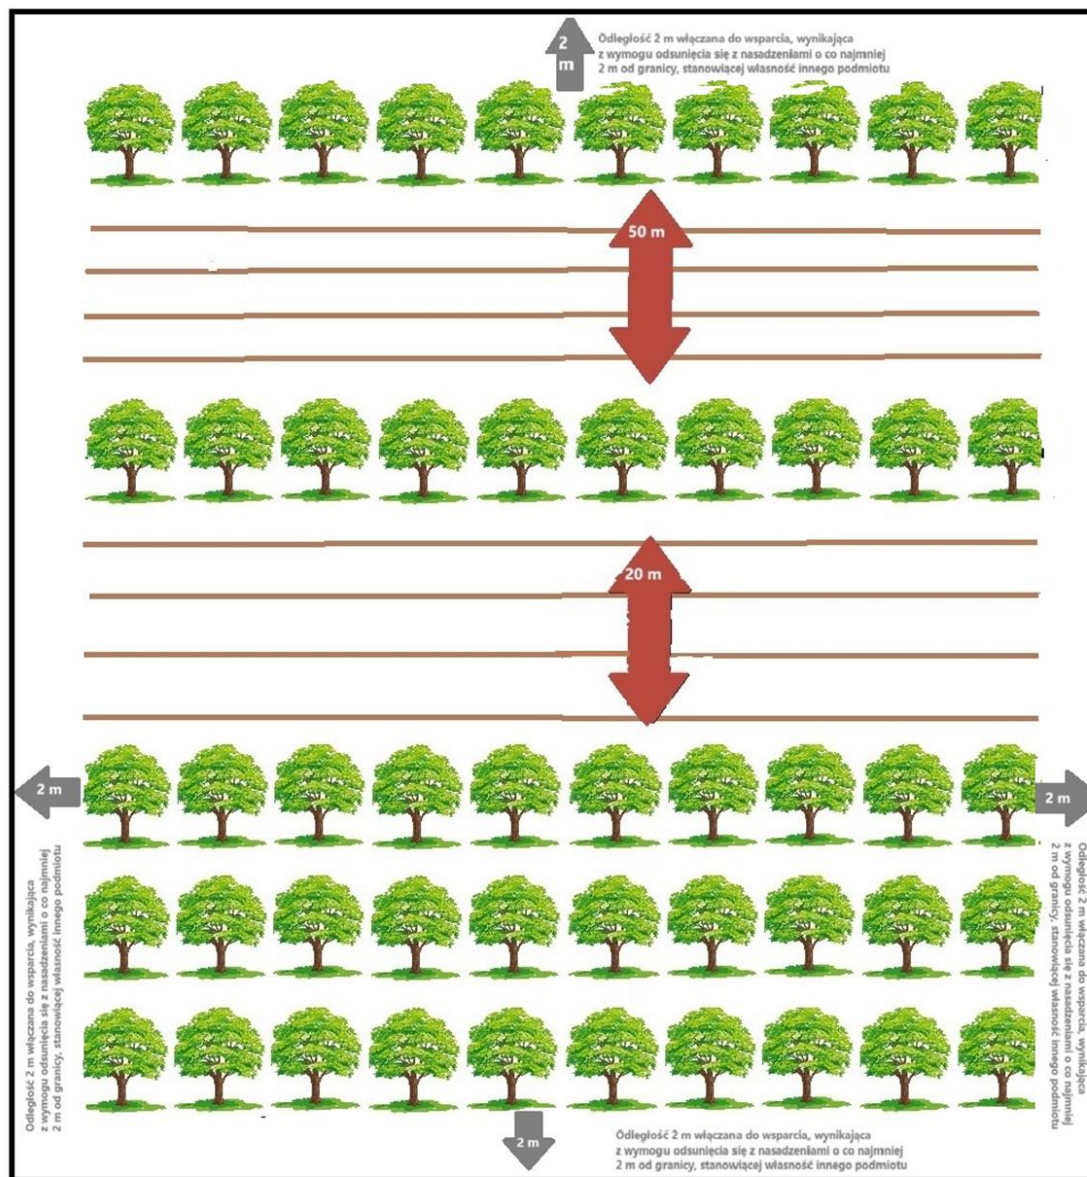 2
m
Odległość 2 m włączana do wsparcia, wynikająca
z wymogu odsunięcia się z nasadzeniami o co najmniej
2 m od granicy, stanowiącej własność innego podmiotu
50 m
20 m
2 m
Odległość 2 m włączana do wsparcia, wynikająca
z wymogu odsunięcia się z nasadzeniami o co najmniej
2 m od granicy, stanowiącej własność innego podmiotu
2 m
Odległość 2 m włączana do wsparcia, wynikająca
z wymogu odsunięcia się z nasadzeniami o co najmniej
2 m od granicy, stanowiącej własność innego podmiotu
2 m
Odległość 2 m włączana do wsparcia, wynikająca
z wymogu odsunięcia się z nasadzeniami o co najmniej
2 m od granicy, stanowiącej własność innego podmiotu